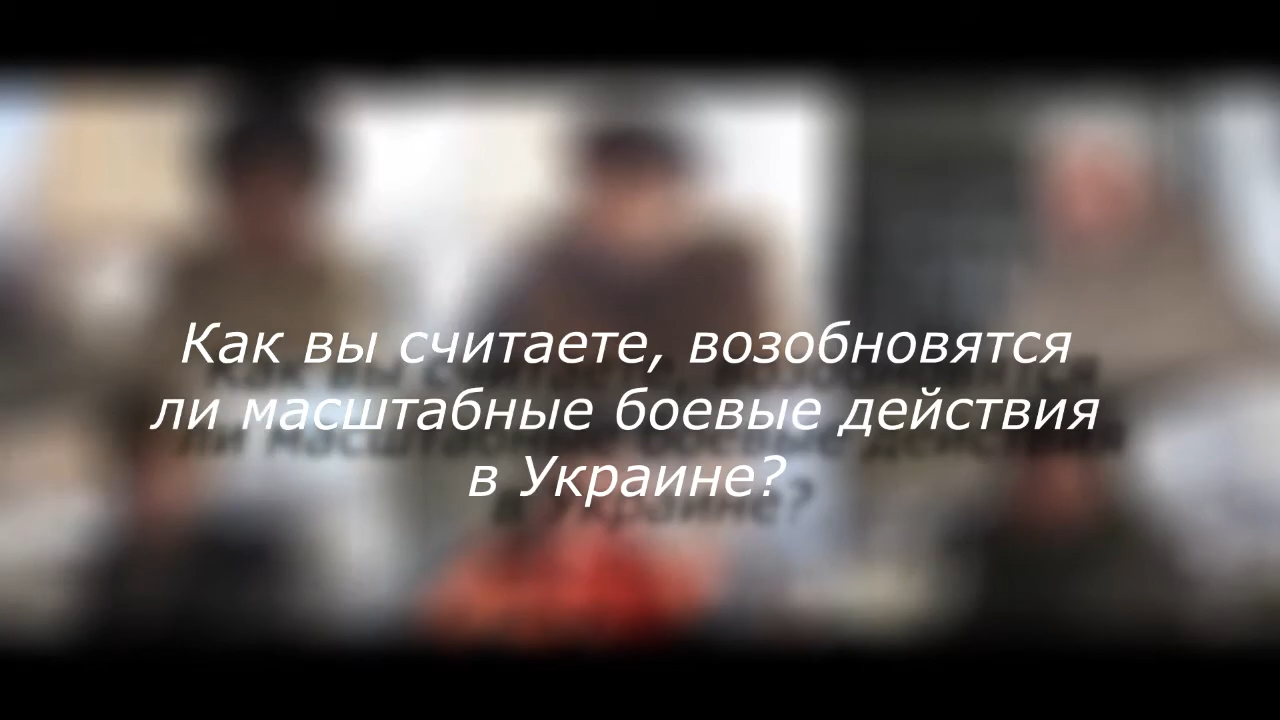 Как вы считаете, возобновятся
ли масштабные боевые действия
в Украине?